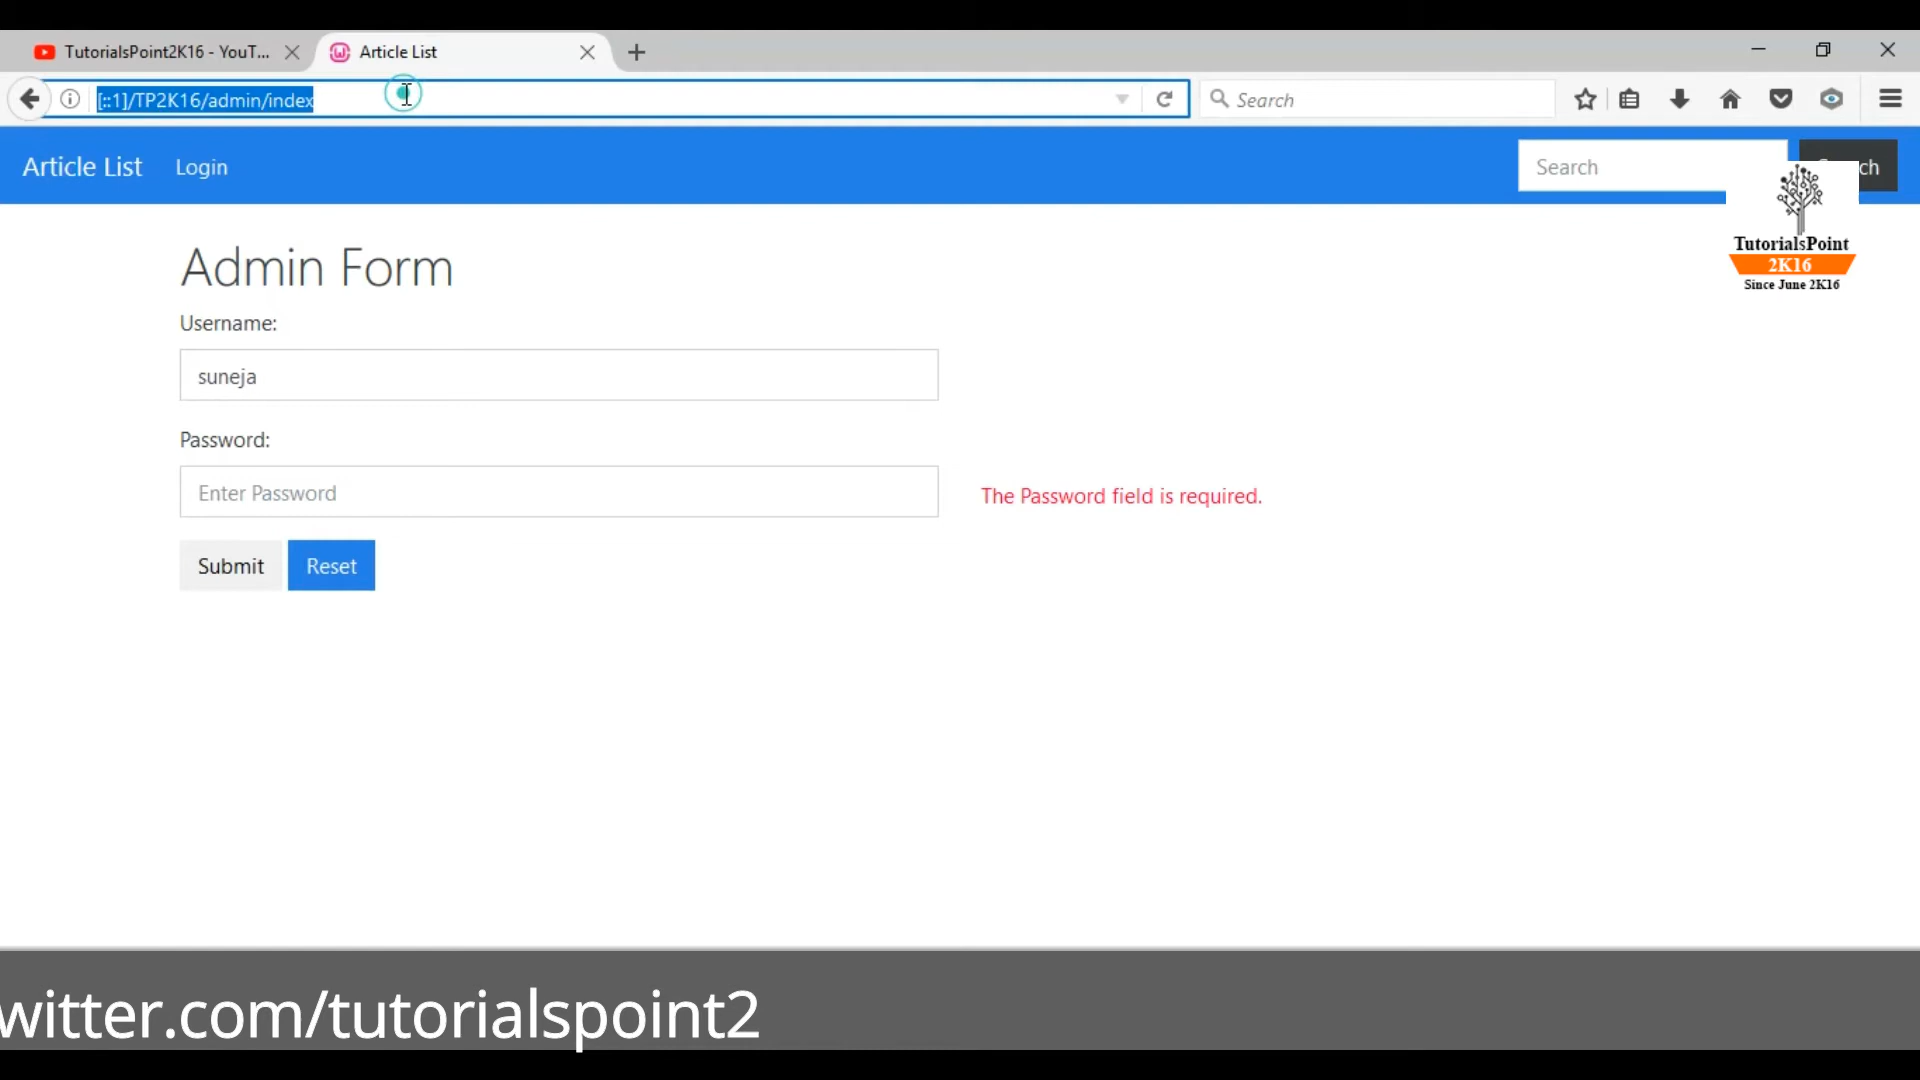 TutorialsPoint2K16 - YouT...
Article List
[::1]/TP2K16/admin/index
Search
Article List
Login
Search
ch
TutorialsPoint
2K16
Since June 2K16
Admin Form
Username:
suneja
Password:
Enter Password
The Password field is required.
Submit
Reset
witter.com/tutorialspoint2